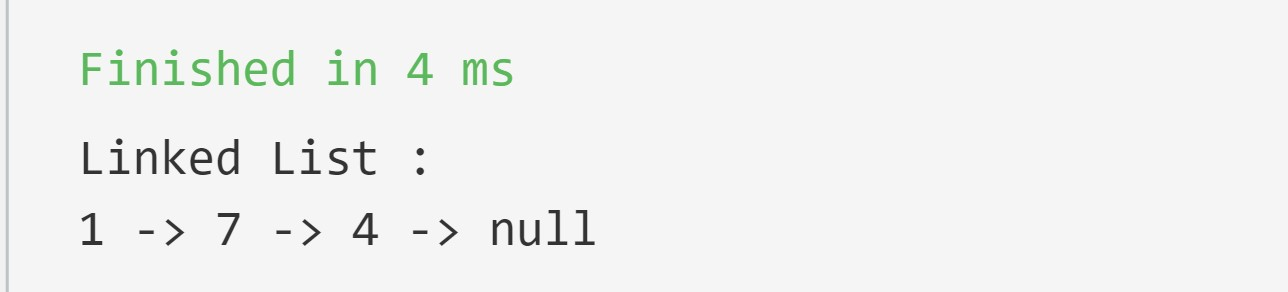 Finished in 4 ms
Linked List :
1 -> 7 -> 4 -> null